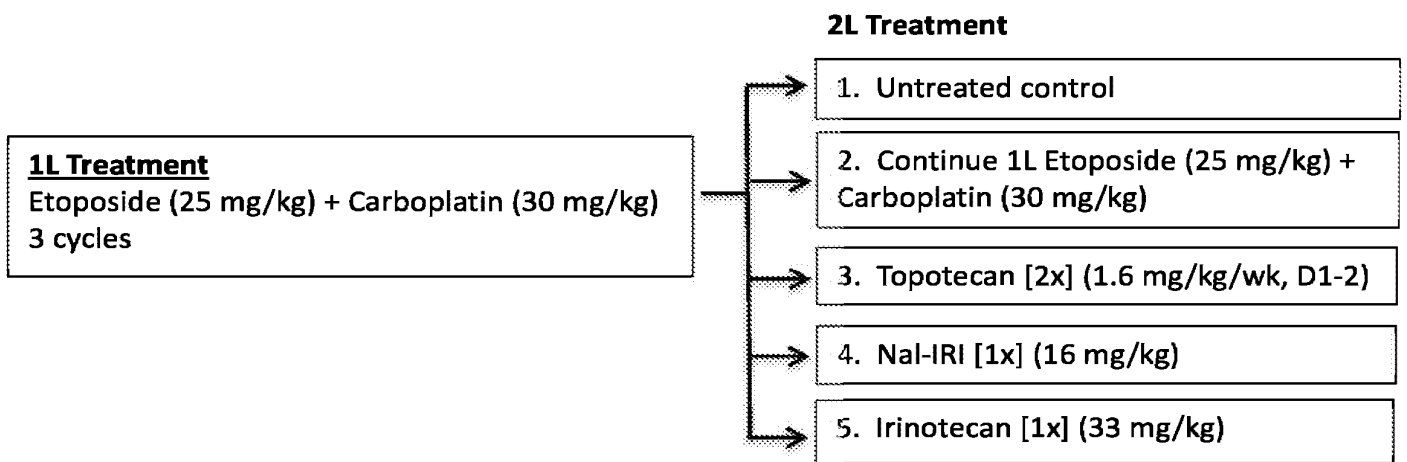 2L Treatment
1. Untreated control
1L Treatment
Etoposide (25 mg/kg) + Carboplatin (30 mg/kg)
3 cycles
2. Continue 1L Etoposide (25 mg/kg) +
Carboplatin (30 mg/kg)
3. Topotecan [2x] (1.6 mg/kg/wk, D1-2)
4. Nal-IRI [1x] (16 mg/kg)
5. Irinotecan [1x] (33 mg/kg)